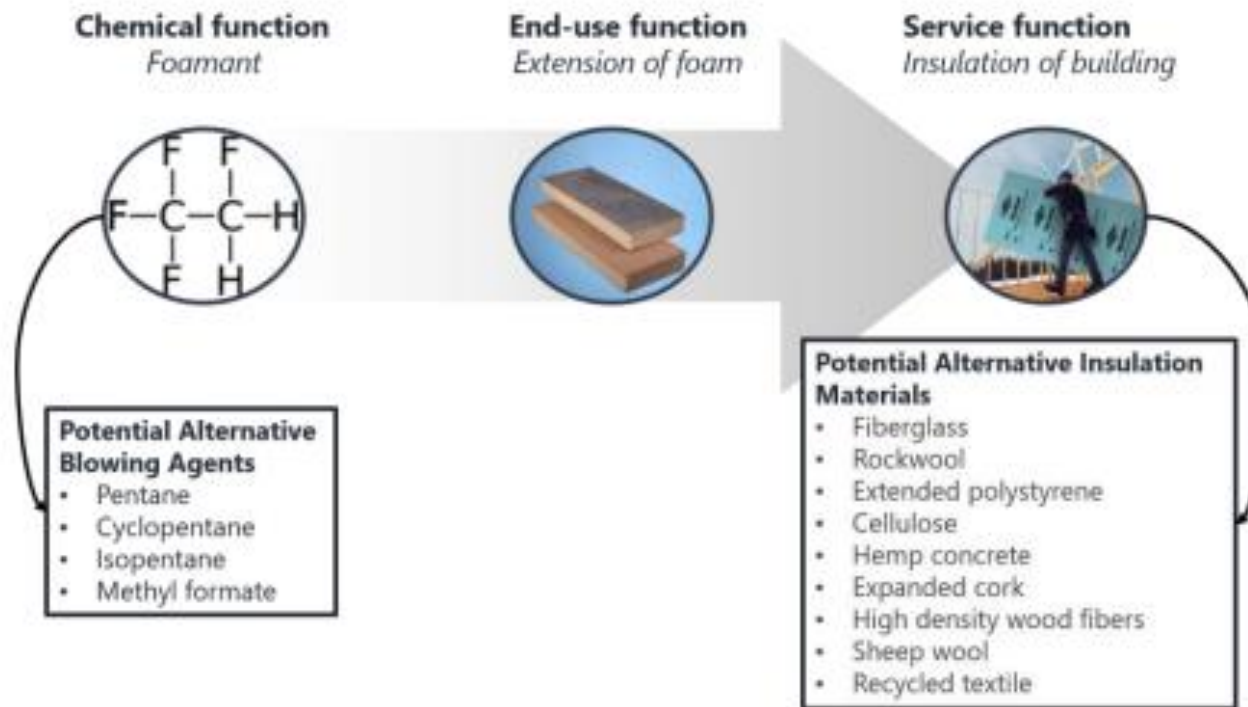 Chemical function
Foamant
End-use function
Extension of foam
Service function
Insulation of building
F F
F–C–C–H
F H
Potential Alternative
Blowing Agents
• Pentane
• Cyclopentane
• Isopentane
• Methyl formate
Potential Alternative Insulation
Materials
• Fiberglass
• Rockwool
• Extended polystyrene
• Cellulose
• Hemp concrete
• Expanded cork
• High density wood fibers
• Sheep wool
• Recycled textile